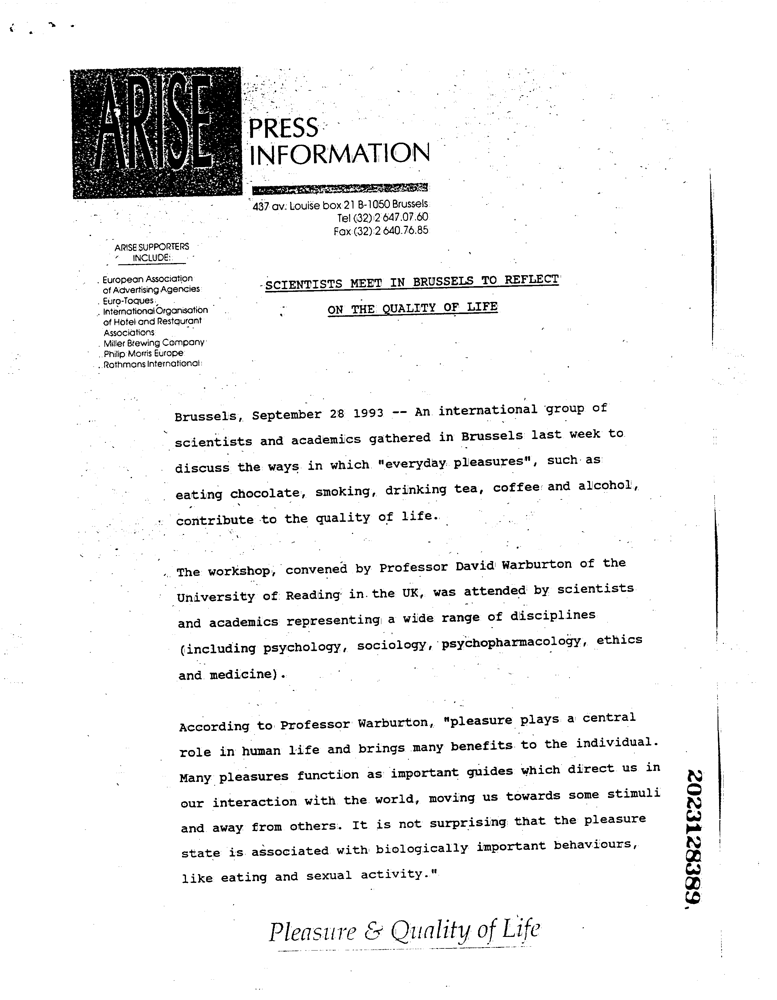 ARISE
PRESS
INFORMATION
437 av. Louise box 21 B-1050 Brussels
Tel (32) 2 647.07.60
Fax (32) 2 640.76.85
ARISE SUPPORTERS
INCLUDE:
. European Association
of Advertising Agencies
. Euro-Toques
. International Organisation
of Hotel and Restaurant
Associations
. Miller Brewing Company
. Philip Morris Europe
. Rothmans International
SCIENTISTS MEET IN BRUSSELS TO REFLECT
ON THE QUALITY OF LIFE
Brussels, September 28 1993 -- An international group of
scientists and academics gathered in Brussels last week to
discuss the ways in which "everyday pleasures", such as
eating chocolate, smoking, drinking tea, coffee and alcohol,
contribute to the quality of life.
The workshop, convened by Professor David Warburton of the
University of Reading in the UK, was attended by scientists
and academics representing a wide range of disciplines
(including psychology, sociology, psychopharmacology, ethics
and medicine).
According to Professor Warburton, "pleasure plays a central
role in human life and brings many benefits to the individual.
Many pleasures function as important guides which direct us in
our interaction with the world, moving us towards some stimuli
and away from others. It is not surprising that the pleasure
state is associated with biologically important behaviours,
like eating and sexual activity."
Pleasure & Quality of Life
2023128389